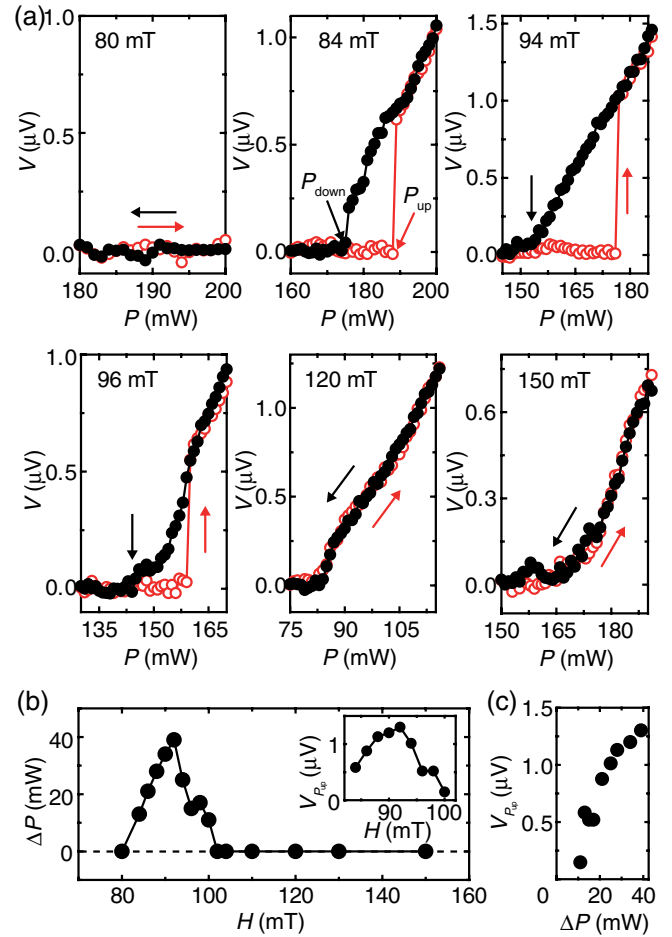 (a)
80 mT
V (μV)
1.0
0.5
0.0
180 190 200
P (mW)
84 mT
V (μV)
1.0
0.5
0.0
P_down
P_up
160 180 200
P (mW)
94 mT
V (μV)
1.5
1.0
0.5
0.0
145 165 185
P (mW)
96 mT
V (μV)
1.0
0.5
0.0
135 150 165
P (mW)
120 mT
V (μV)
1.0
0.5
0.0
75 90 105
P (mW)
150 mT
V (μV)
0.6
0.3
0.0
150 160 170 180 190
P (mW)
(b)
ΔP (mW)
40
20
0
60 80 100 120 140 160
H (mT)
V_Pup (μV)
1
0
90 100
H (mT)
(c)
V_Pup (μV)
1.5
1.0
0.5
0 20 40
ΔP (mW)